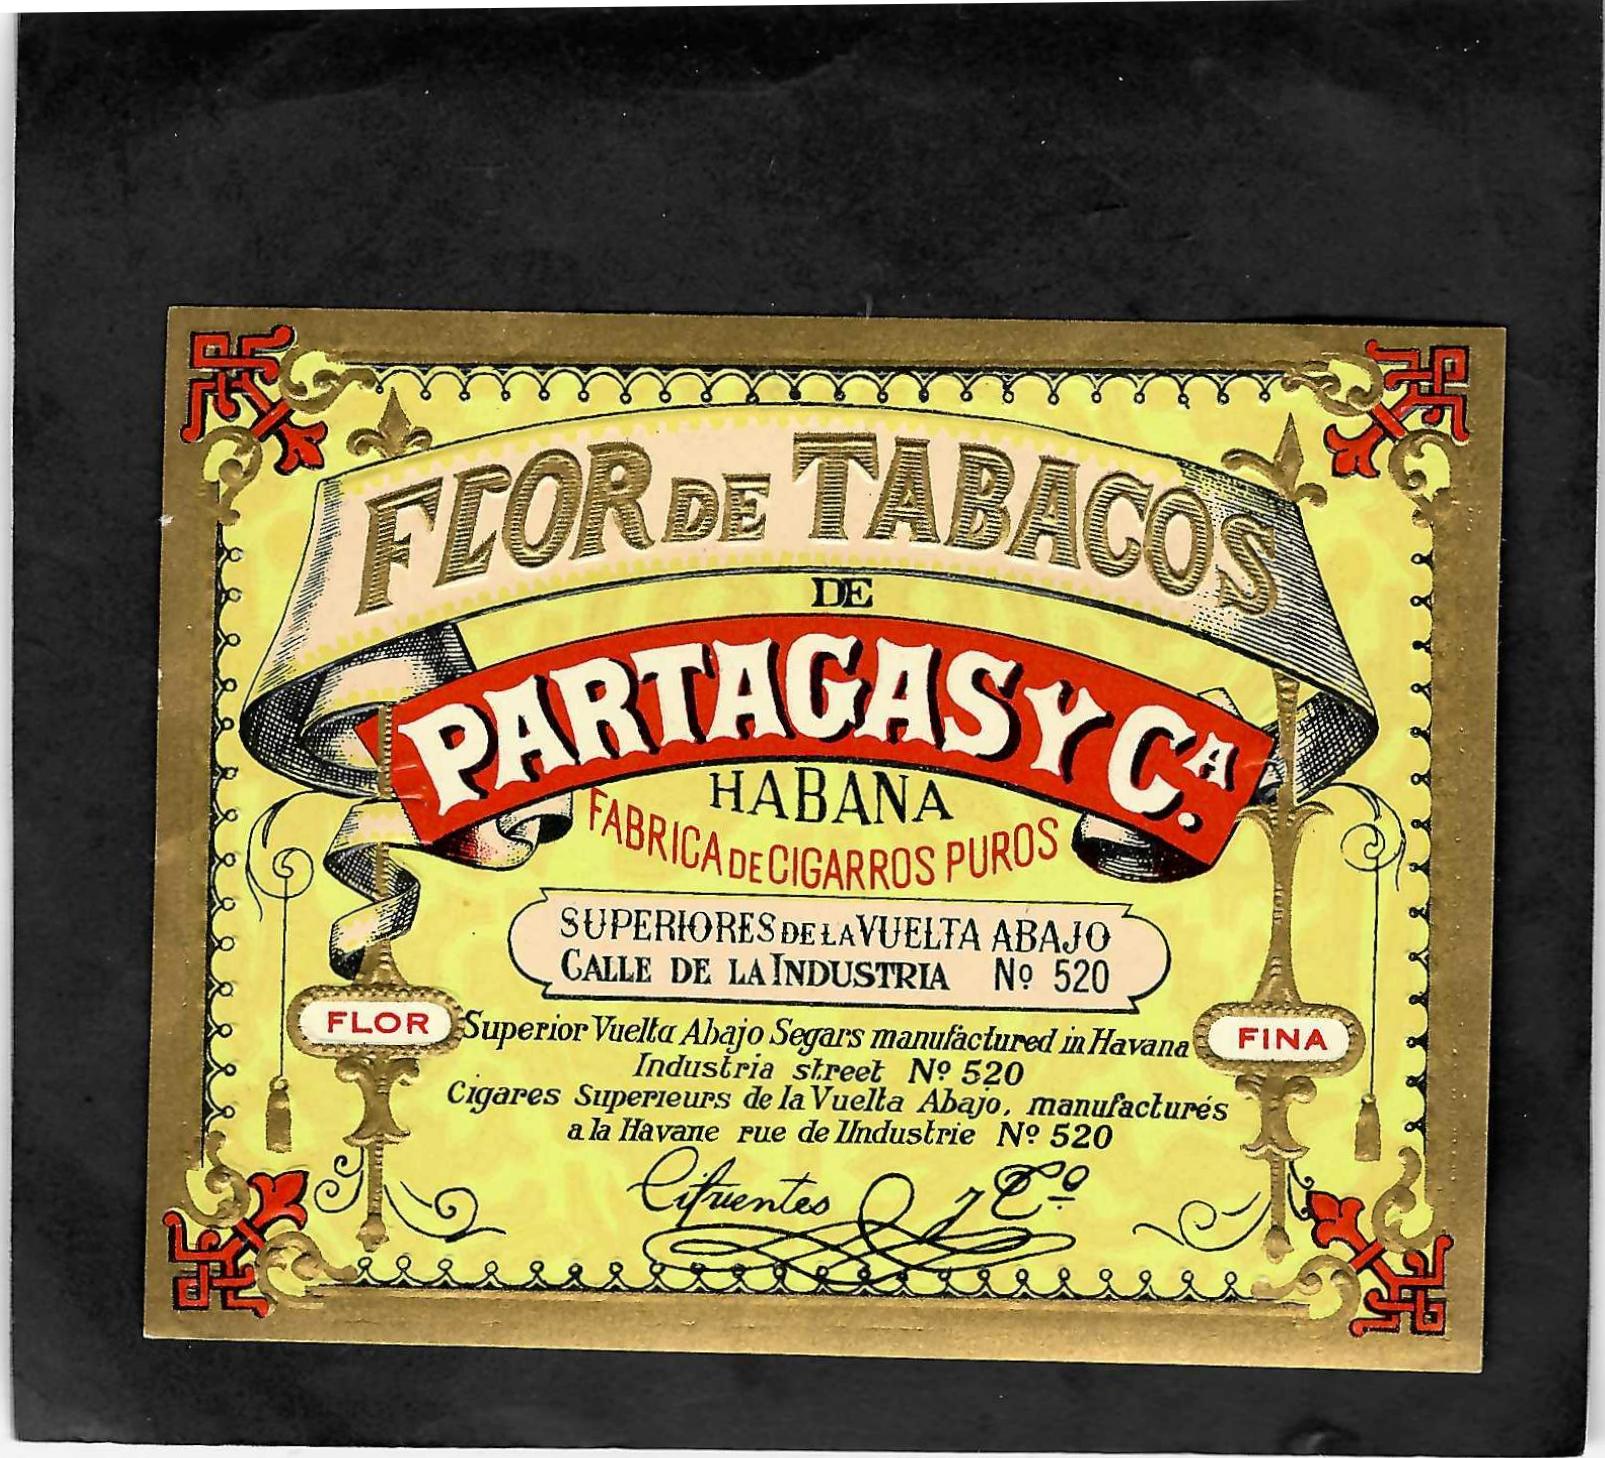 FLOR DE TABACOS
DE
PARTAGAS Y Cᴬ.
HABANA
FABRICA DE CIGARROS PUROS
SUPERIORES DE LA VUELTA ABAJO
CALLE DE LA INDUSTRIA Nº 520
FLOR
FINA
Superior Vuelta Abajo Segars manufactured in Havana
Industria street Nº 520
Cigares Superieurs de la Vuelta Abajo, manufacturés
a la Havane rue de lIndustrie Nº 520
Cifuentes y Cº